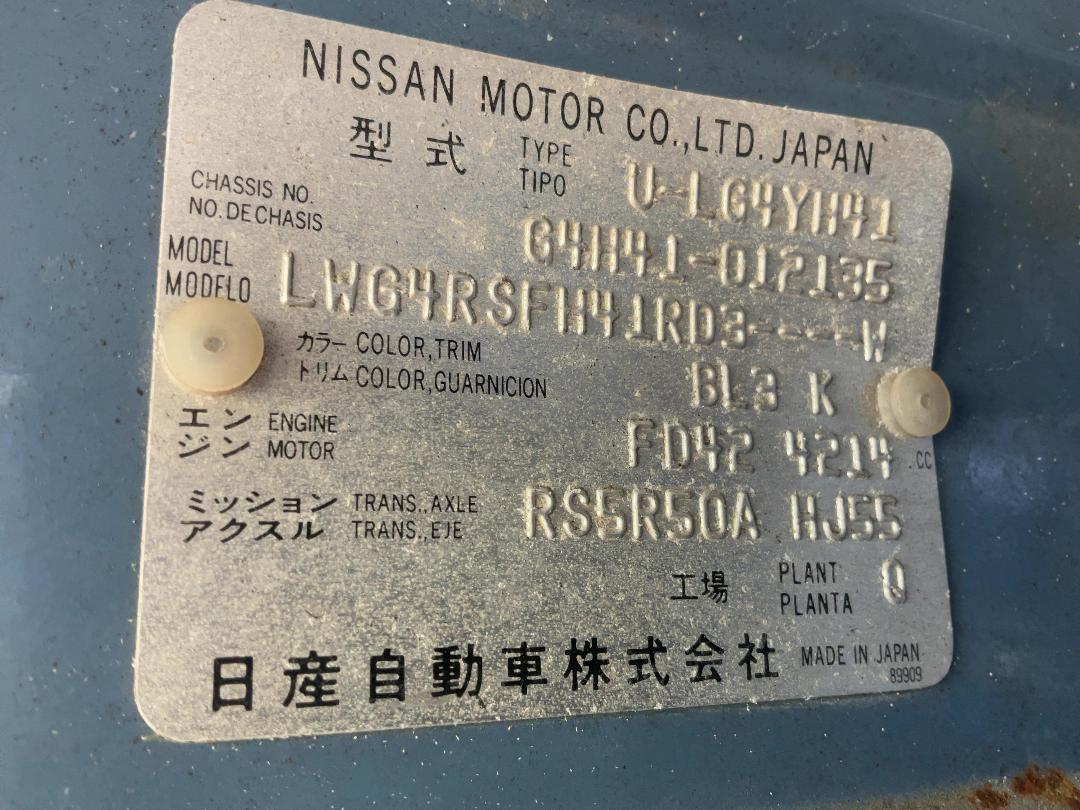 NISSAN MOTOR CO.,LTD. JAPAN
型式 TYPE TIPO U-LG4YH41
CHASSIS NO. NO. DE CHASIS G4H41-012135
MODEL MODELO LWG4RSFH41RD3----W
カラー COLOR,TRIM
トリム COLOR,GUARNICION BL3 K
エン ENGINE
ジン MOTOR FD42 4214 .CC
ミッション TRANS.,AXLE
アクスル TRANS.,EJE RS5R50A HJ55
工場 PLANT PLANTA Q
日産自動車株式会社 MADE IN JAPAN
89909